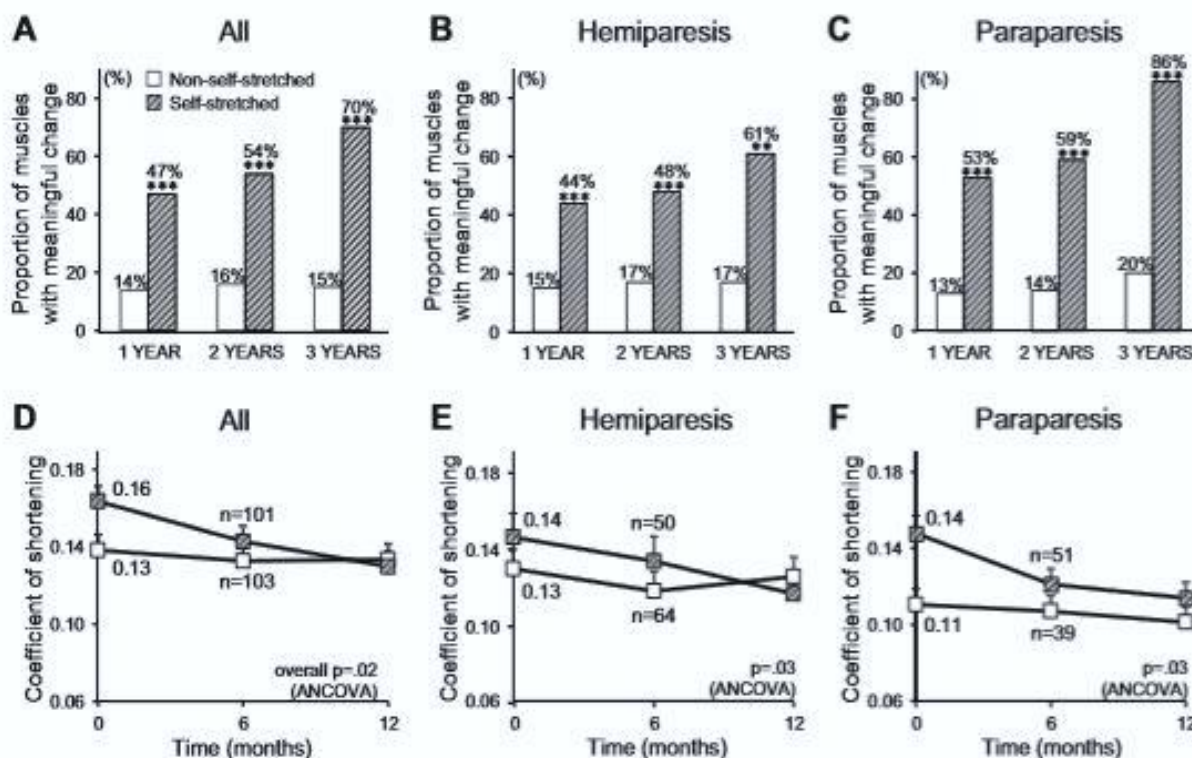 A All
Proportion of muscles
with meaningful change
(%)
Non-self-stretched
Self-stretched
80
60
40
20
0
14%
47%
***
16%
54%
***
15%
70%
***
1 YEAR 2 YEARS 3 YEARS
B Hemiparesis
Proportion of muscles
with meaningful change
(%)
80
60
40
20
0
15%
44%
***
17%
48%
***
17%
61%
**
1 YEAR 2 YEARS 3 YEARS
C Paraparesis
Proportion of muscles
with meaningful change
(%)
80
60
40
20
0
13%
53%
***
14%
59%
***
20%
86%
***
1 YEAR 2 YEARS 3 YEARS
D All
Coefficient of shortening
0.18
0.14
0.10
0.06
0.16
0.13
n=101
n=103
overall p=.02
(ANCOVA)
0 6 12
Time (months)
E Hemiparesis
Coefficient of shortening
0.18
0.14
0.10
0.06
0.14
0.13
n=50
n=64
p=.03
(ANCOVA)
0 6 12
Time (months)
F Paraparesis
Coefficient of shortening
0.18
0.14
0.10
0.06
0.14
0.11
n=51
n=39
p=.03
(ANCOVA)
0 6 12
Time (months)